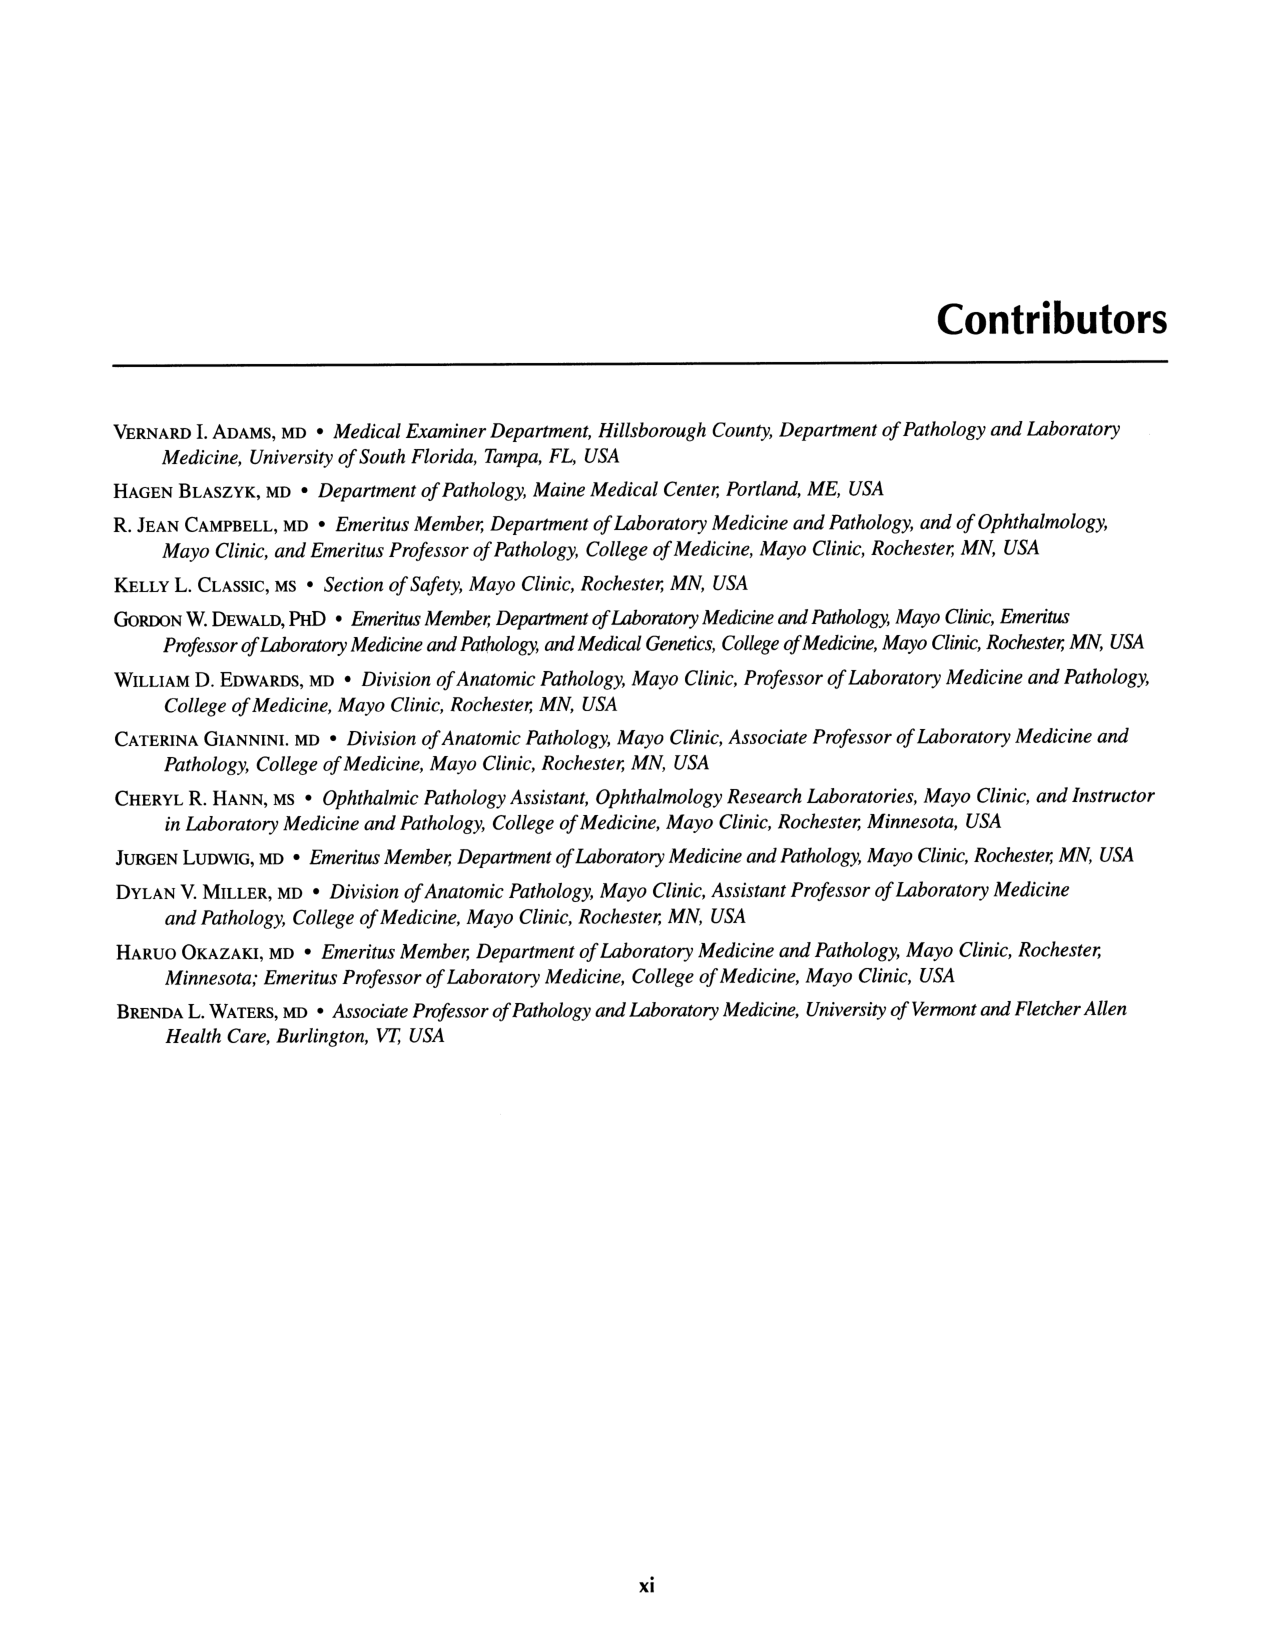 Contributors
VERNARD I. ADAMS, MD • Medical Examiner Department, Hillsborough County, Department of Pathology and Laboratory
Medicine, University of South Florida, Tampa, FL, USA
HAGEN BLASZYK, MD • Department of Pathology, Maine Medical Center, Portland, ME, USA
R. JEAN CAMPBELL, MD • Emeritus Member, Department of Laboratory Medicine and Pathology, and of Ophthalmology,
Mayo Clinic, and Emeritus Professor of Pathology, College of Medicine, Mayo Clinic, Rochester, MN, USA
KELLY L. CLASSIC, MS • Section of Safety, Mayo Clinic, Rochester, MN, USA
GORDON W. DEWALD, PHD • Emeritus Member, Department of Laboratory Medicine and Pathology, Mayo Clinic, Emeritus
Professor of Laboratory Medicine and Pathology, and Medical Genetics, College of Medicine, Mayo Clinic, Rochester, MN, USA
WILLIAM D. EDWARDS, MD • Division of Anatomic Pathology, Mayo Clinic, Professor of Laboratory Medicine and Pathology,
College of Medicine, Mayo Clinic, Rochester, MN, USA
CATERINA GIANNINI. MD • Division of Anatomic Pathology, Mayo Clinic, Associate Professor of Laboratory Medicine and
Pathology, College of Medicine, Mayo Clinic, Rochester, MN, USA
CHERYL R. HANN, MS • Ophthalmic Pathology Assistant, Ophthalmology Research Laboratories, Mayo Clinic, and Instructor
in Laboratory Medicine and Pathology, College of Medicine, Mayo Clinic, Rochester, Minnesota, USA
JURGEN LUDWIG, MD • Emeritus Member, Department of Laboratory Medicine and Pathology, Mayo Clinic, Rochester, MN, USA
DYLAN V. MILLER, MD • Division of Anatomic Pathology, Mayo Clinic, Assistant Professor of Laboratory Medicine
and Pathology, College of Medicine, Mayo Clinic, Rochester, MN, USA
HARUO OKAZAKI, MD • Emeritus Member, Department of Laboratory Medicine and Pathology, Mayo Clinic, Rochester,
Minnesota; Emeritus Professor of Laboratory Medicine, College of Medicine, Mayo Clinic, USA
BRENDA L. WATERS, MD • Associate Professor of Pathology and Laboratory Medicine, University of Vermont and Fletcher Allen
Health Care, Burlington, VT, USA
xi